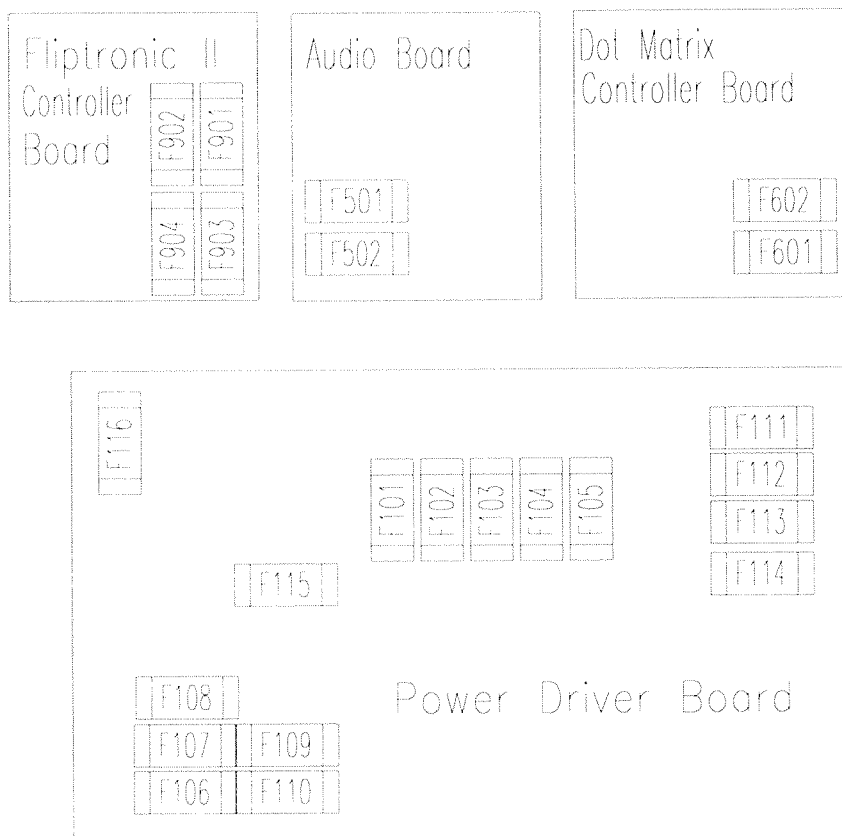 Fliptronic II
Controller
Board
F902
F901
F904
F903
Audio Board
F501
F502
Dot Matrix
Controller Board
F602
F601
F116
F101
F102
F103
F104
F105
F111
F112
F113
F114
F115
Power Driver Board
F108
F107
F109
F106
F110